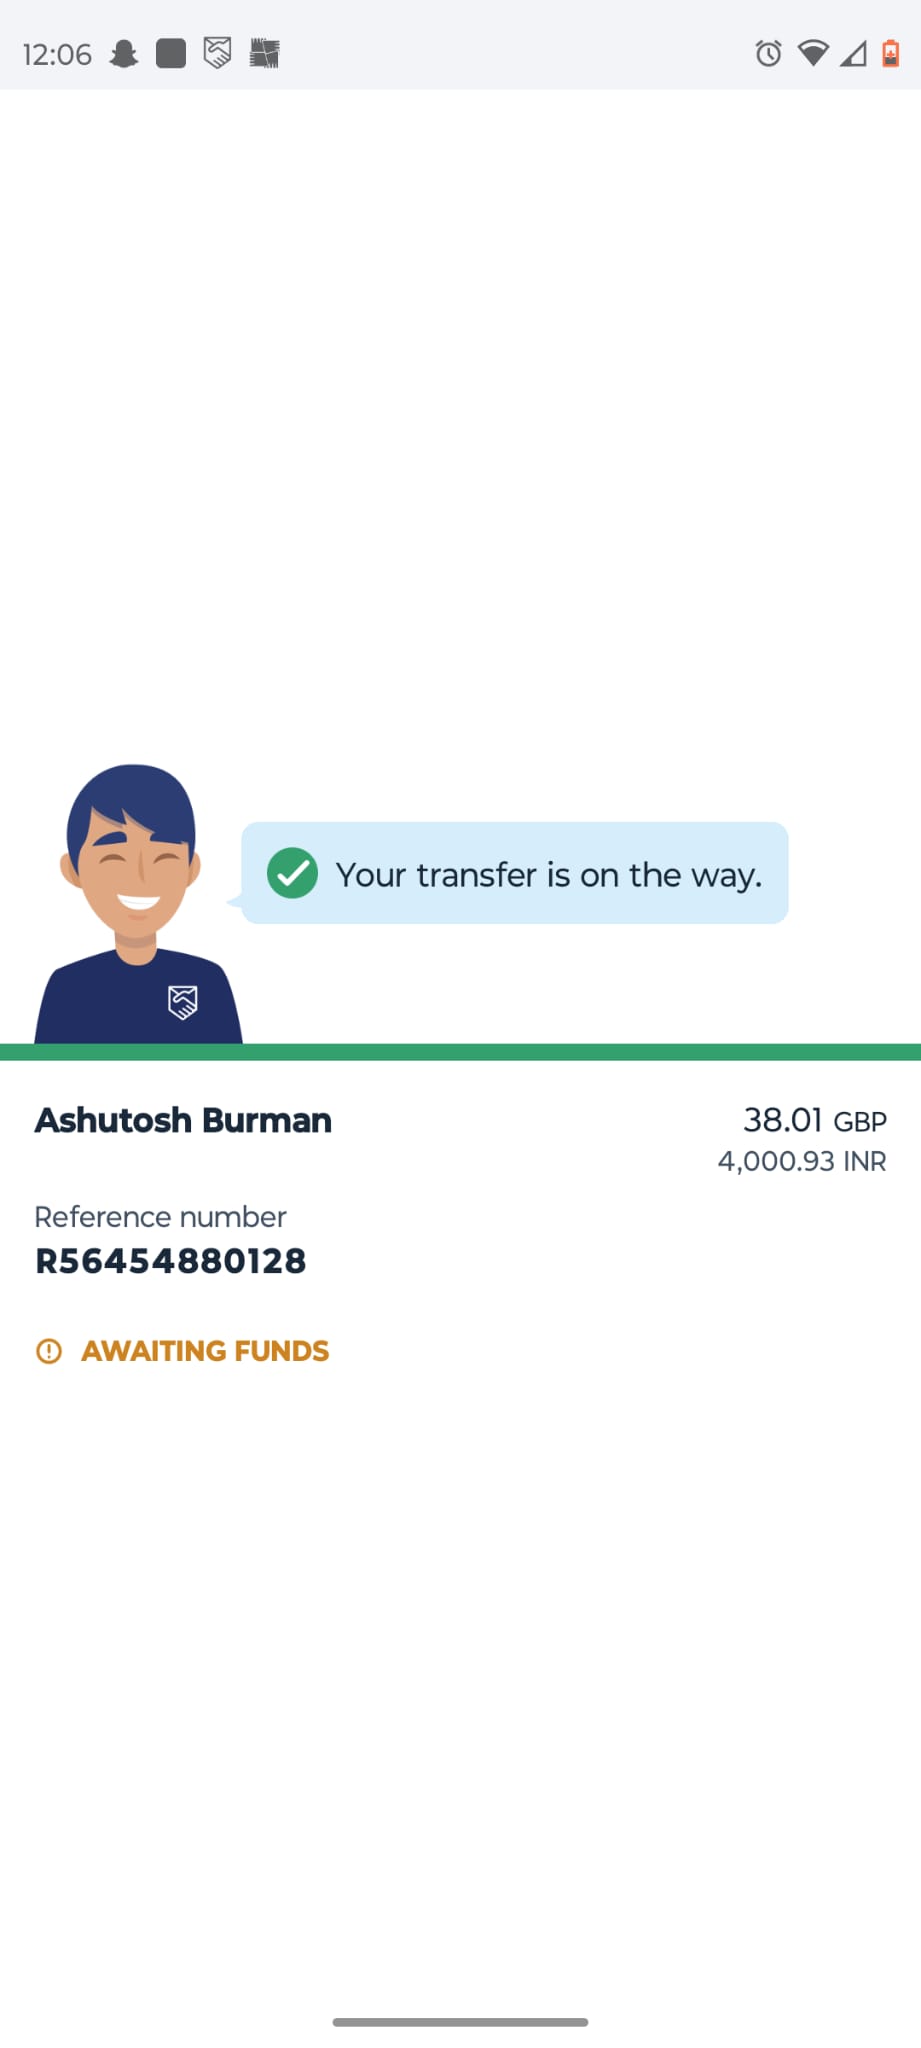 12:06
Your transfer is on the way.
Ashutosh Burman
38.01 GBP
4,000.93 INR
Reference number
R56454880128
AWAITING FUNDS